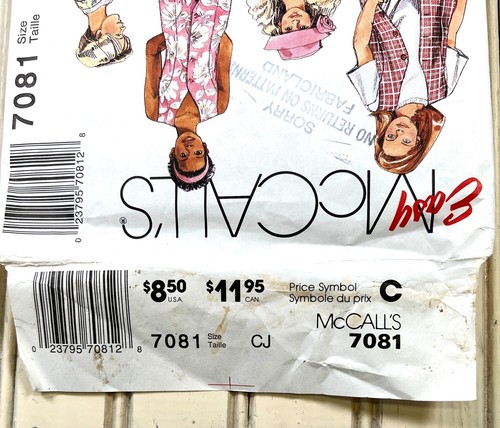 7081 Size
Taille
0 23795 70812 8
SORRY
NO RETURNS ON PATTERNS
FABRICLAND
Easy
McCALL'S®
0 23795 70812 8
$8.50 U.S.A.
$11.95 CAN.
Price Symbol
Symbole du prix
C
7081 Size
Taille CJ
McCALL'S
7081